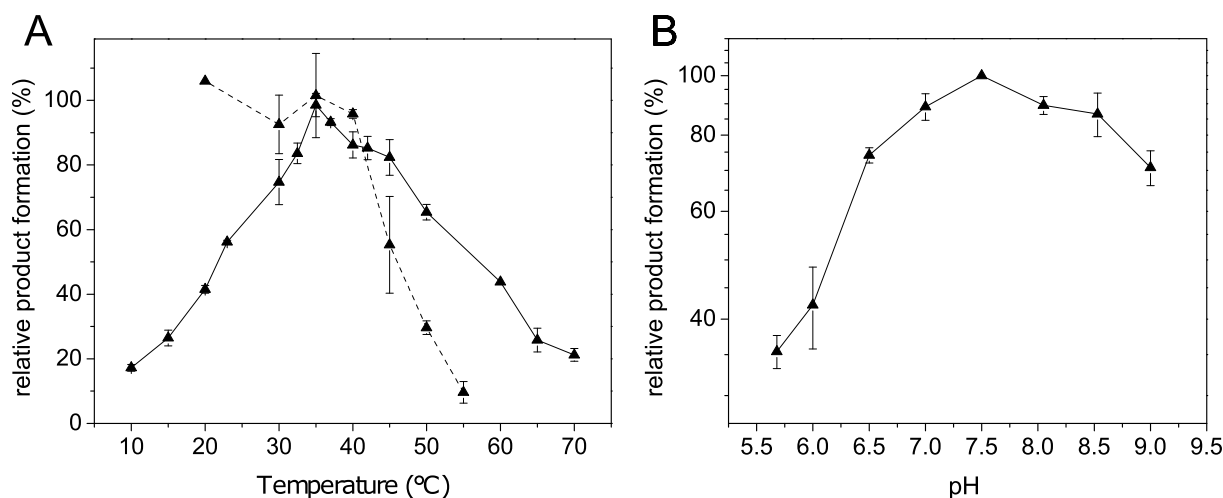 A
relative product formation (%)
100
80
60
40
20
0
10 20 30 40 50 60 70
Temperature (ºC)
B
relative product formation (%)
100
80
60
40
5.5 6.0 6.5 7.0 7.5 8.0 8.5 9.0 9.5
pH